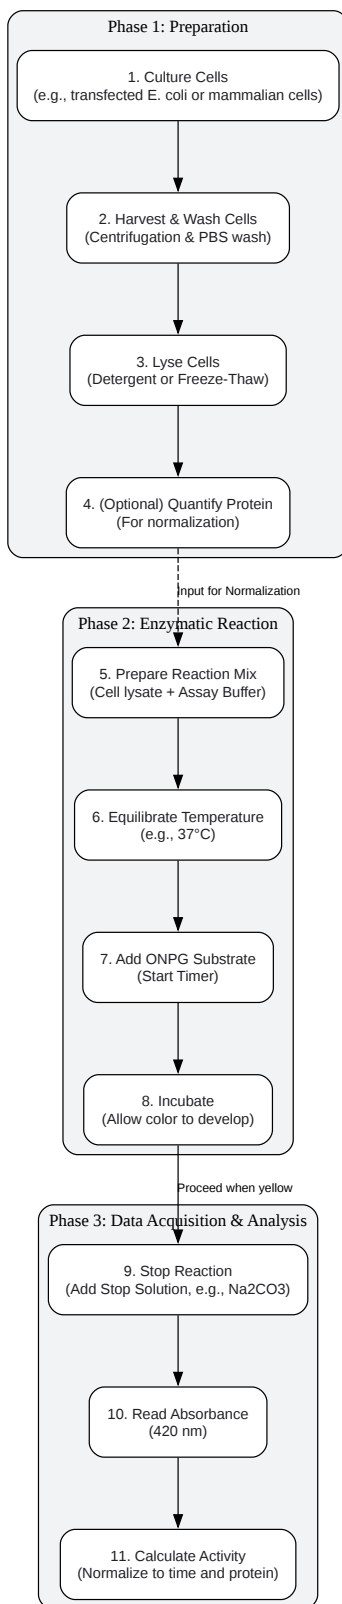 Phase 1: Preparation
1. Culture Cells
(e.g., transfected E. coli or mammalian cells)
2. Harvest & Wash Cells
(Centrifugation & PBS wash)
3. Lyse Cells
(Detergent or Freeze-Thaw)
4. (Optional) Quantify Protein
(For normalization)
Input for Normalization
Phase 2: Enzymatic Reaction
5. Prepare Reaction Mix
(Cell lysate + Assay Buffer)
6. Equilibrate Temperature
(e.g., 37°C)
7. Add ONPG Substrate
(Start Timer)
8. Incubate
(Allow color to develop)
Proceed when yellow
Phase 3: Data Acquisition & Analysis
9. Stop Reaction
(Add Stop Solution, e.g., Na2CO3)
10. Read Absorbance
(420 nm)
11. Calculate Activity
(Normalize to time and protein)